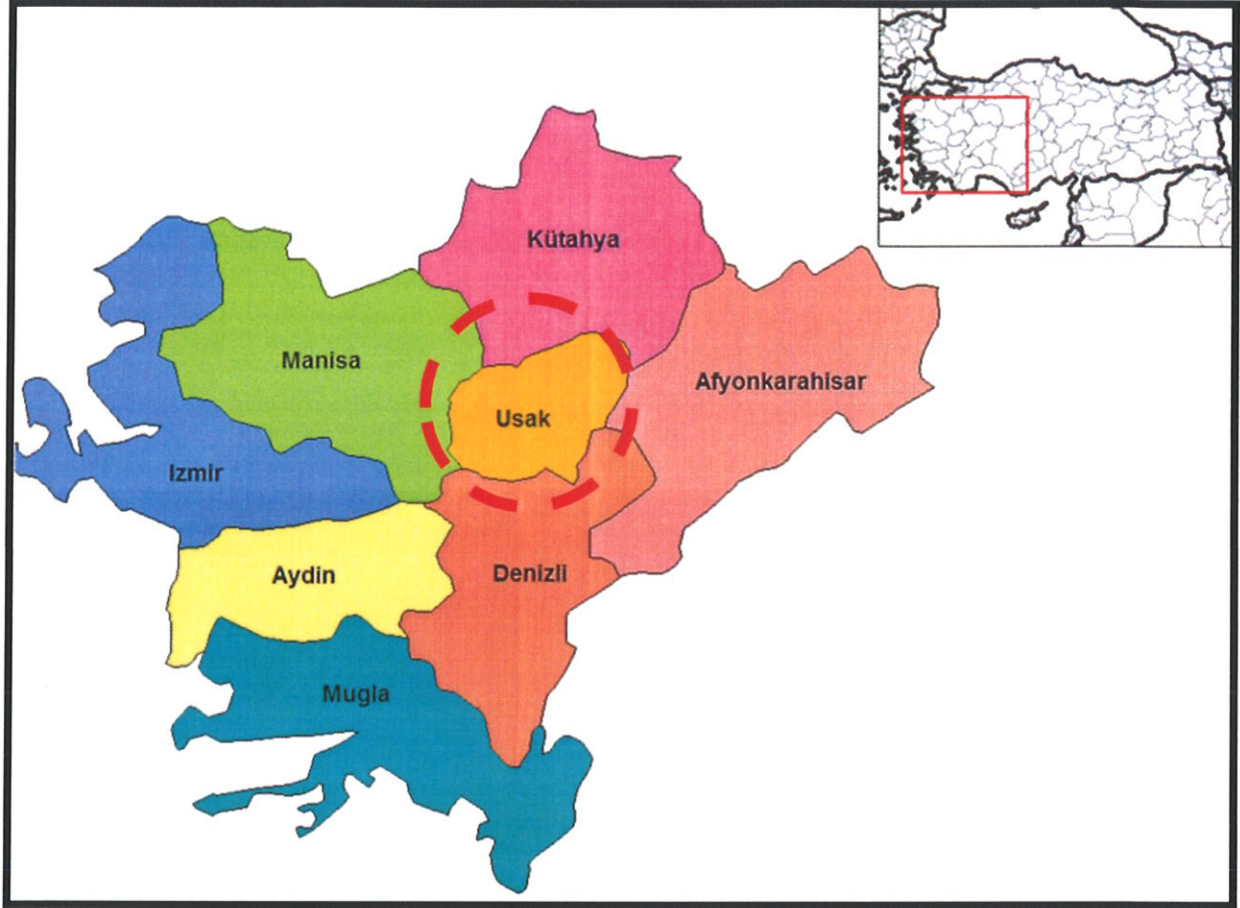 Kütahya
Manisa
Afyonkarahisar
Usak
Izmir
Aydin
Denizli
Mugla